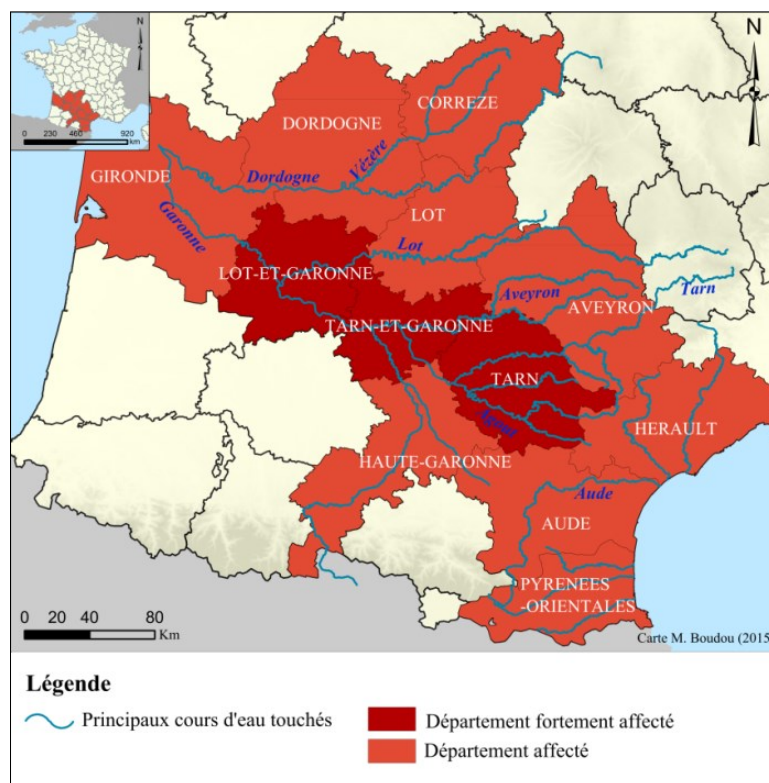 N
0 230 460 920
km
N
CORREZE
DORDOGNE
Vézère
GIRONDE
Dordogne
Garonne
LOT
Lot
LOT-ET-GARONNE
Aveyron
Tarn
AVEYRON
TARN-ET-GARONNE
TARN
Agout
HERAULT
HAUTE-GARONNE
Aude
AUDE
PYRENEES
-ORIENTALES
0 20 40 80
Km
Carte M. Boudou (2015)
Légende
Principaux cours d'eau touchés
Département fortement affecté
Département affecté